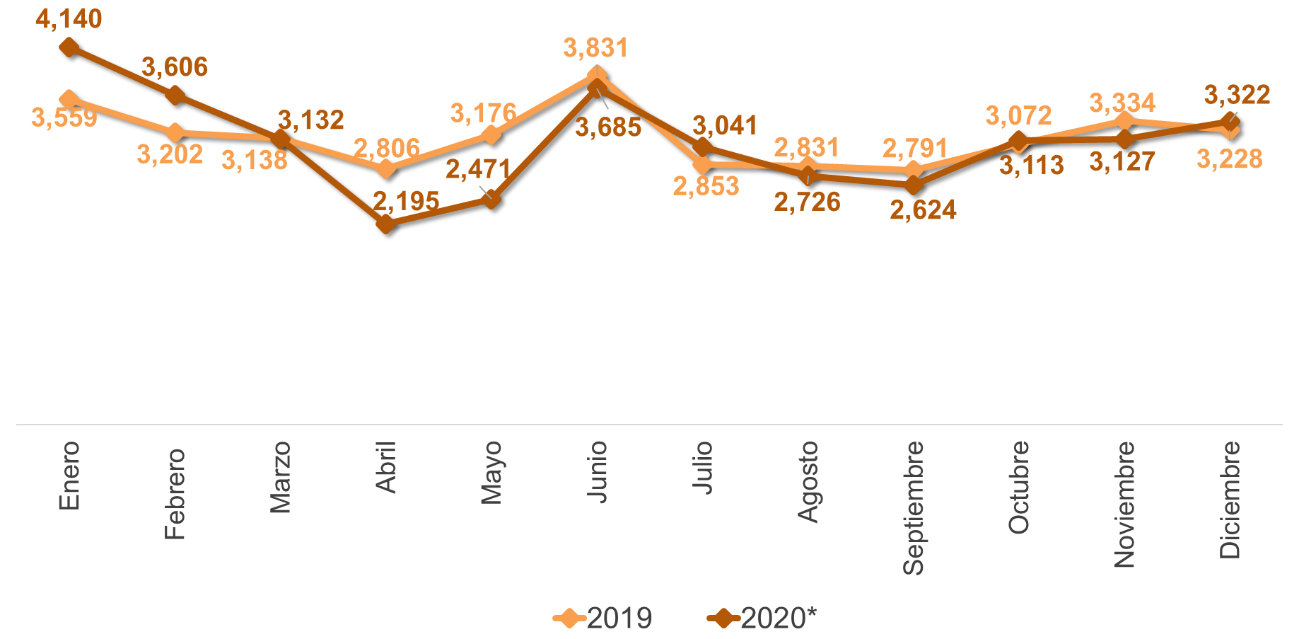 4,140
3,606
3,132
2,195
2,471
3,685
3,041
2,726
2,624
3,113
3,127
3,322
3,559
3,202
3,138
2,806
3,176
3,831
2,853
2,831
2,791
3,072
3,334
3,228
Enero
Febrero
Marzo
Abril
Mayo
Junio
Julio
Agosto
Septiembre
Octubre
Noviembre
Diciembre
2019
2020*